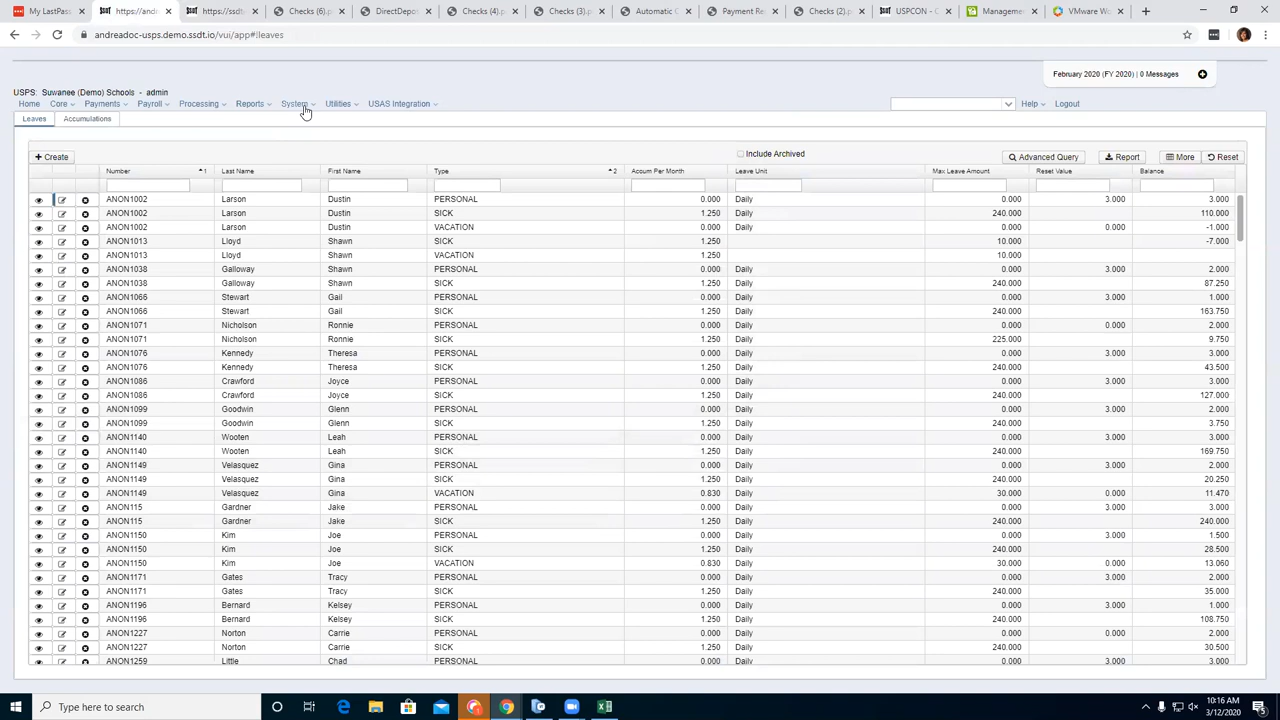 My LastPass
https://andre
https://ssdt
Checks (6).p
DirectDepos
Checks (4).p
Checks (3).p
Automatic C
Payment Re
Checks (2).p
USPCON - C
Management
VMware Wo
andreadoc-usps.demo.ssdt.io/vui/app#!leaves
February 2020 (FY 2020) | 0 Messages
USPS: Suwanee (Demo) Schools - admin
Home Core Payments Payroll Processing Reports System Utilities USAS Integration Help Logout
Leaves Accumulations
Create Include Archived Advanced Query Report More Reset
Number 1 Last Name First Name Type 2 Accum Per Month Leave Unit Max Leave Amount Reset Value Balance
ANON1002 Larson Dustin PERSONAL 0.000 Daily 0.000 3.000 3.000
ANON1002 Larson Dustin SICK 1.250 Daily 240.000 110.000
ANON1002 Larson Dustin VACATION 0.000 Daily 0.000 0.000 -1.000
ANON1013 Lloyd Shawn SICK 1.250 10.000 -7.000
ANON1013 Lloyd Shawn VACATION 1.250 10.000
ANON1038 Galloway Shawn PERSONAL 0.000 Daily 0.000 3.000 2.000
ANON1038 Galloway Shawn SICK 1.250 Daily 240.000 87.250
ANON1066 Stewart Gail PERSONAL 0.000 Daily 0.000 3.000 1.000
ANON1066 Stewart Gail SICK 1.250 Daily 240.000 163.750
ANON1071 Nicholson Ronnie PERSONAL 0.000 Daily 0.000 0.000 2.000
ANON1071 Nicholson Ronnie SICK 1.250 Daily 225.000 9.750
ANON1076 Kennedy Theresa PERSONAL 0.000 Daily 0.000 3.000 3.000
ANON1076 Kennedy Theresa SICK 1.250 Daily 240.000 43.500
ANON1086 Crawford Joyce PERSONAL 0.000 Daily 0.000 3.000 3.000
ANON1086 Crawford Joyce SICK 1.250 Daily 240.000 127.000
ANON1099 Goodwin Glenn PERSONAL 0.000 Daily 0.000 3.000 2.000
ANON1099 Goodwin Glenn SICK 1.250 Daily 240.000 3.750
ANON1140 Wooten Leah PERSONAL 0.000 Daily 0.000 3.000 3.000
ANON1140 Wooten Leah SICK 1.250 Daily 240.000 169.750
ANON1149 Velasquez Gina PERSONAL 0.000 Daily 0.000 3.000 2.000
ANON1149 Velasquez Gina SICK 1.250 Daily 240.000 20.250
ANON1149 Velasquez Gina VACATION 0.830 Daily 30.000 0.000 11.470
ANON115 Gardner Jake PERSONAL 0.000 Daily 0.000 3.000 3.000
ANON115 Gardner Jake SICK 1.250 Daily 240.000 240.000
ANON1150 Kim Joe PERSONAL 0.000 Daily 0.000 3.000 1.500
ANON1150 Kim Joe SICK 1.250 Daily 240.000 28.500
ANON1150 Kim Joe VACATION 0.830 Daily 30.000 0.000 13.060
ANON1171 Gates Tracy PERSONAL 0.000 Daily 0.000 3.000 2.000
ANON1171 Gates Tracy SICK 1.250 Daily 240.000 35.000
ANON1196 Bernard Kelsey PERSONAL 0.000 Daily 0.000 3.000 1.000
ANON1196 Bernard Kelsey SICK 1.250 Daily 240.000 108.750
ANON1227 Norton Carrie PERSONAL 0.000 Daily 0.000 0.000 2.000
ANON1227 Norton Carrie SICK 1.250 Daily 240.000 30.500
ANON1259 Little Chad PERSONAL 0.000 Daily 0.000 3.000 3.000
Type here to search
10:16 AM
3/12/2020
5